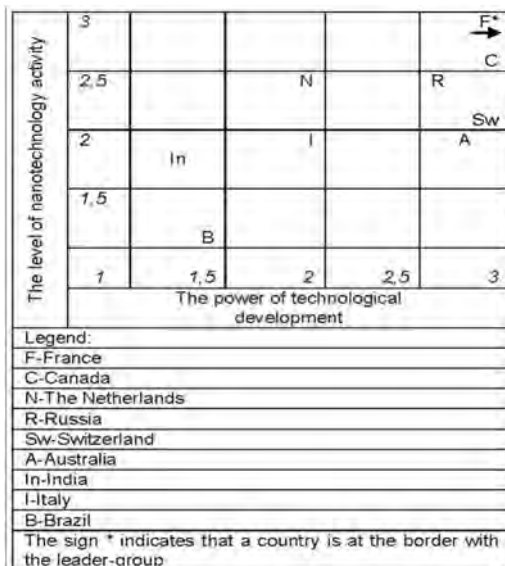 The level of nanotechnology activity
3 F*
C
2,5 N R
Sw
2 I A
In
1,5
B
1 1,5 2 2,5 3
The power of technological
development
Legend:
F-France
C-Canada
N-The Netherlands
R-Russia
Sw-Switzerland
A-Australia
In-India
I-Italy
B-Brazil
The sign * indicates that a country is at the border with
the leader-group